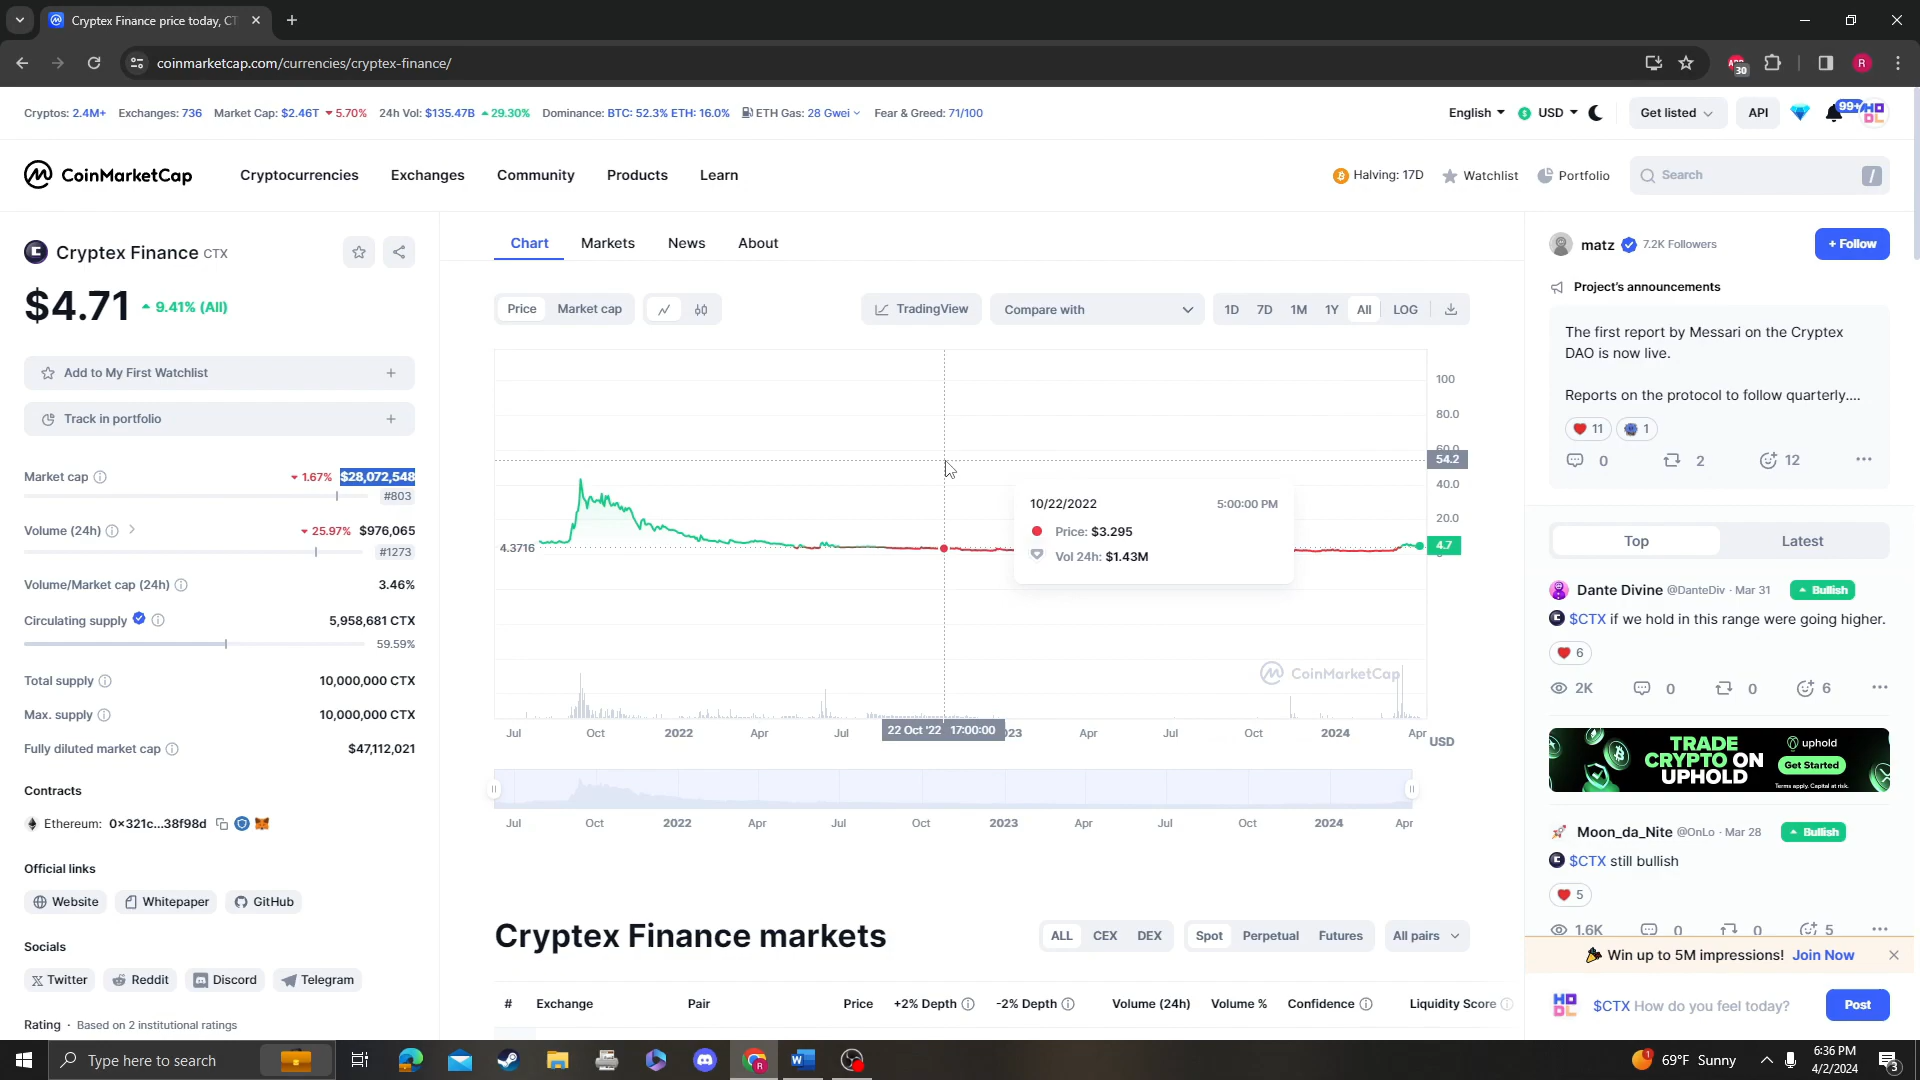 Cryptex Finance price today, CT
coinmarketcap.com/currencies/cryptex-finance/
30
R
Cryptos: 2.4M+ Exchanges: 736 Market Cap: $2.46T 5.70% 24h Vol: $135.47B 29.30% Dominance: BTC: 52.3% ETH: 16.0% ETH Gas: 28 Gwei Fear & Greed: 71/100
English USD Get listed API 99+
CoinMarketCap Cryptocurrencies Exchanges Community Products Learn
Halving: 17D Watchlist Portfolio Search /
Cryptex Finance CTX
$4.71 9.41% (All)
Add to My First Watchlist +
Track in portfolio +
Market cap 1.67% $28,072,548
#803
Volume (24h) 25.97% $976,065
#1273
Volume/Market cap (24h) 3.46%
Circulating supply 5,958,681 CTX
59.59%
Total supply 10,000,000 CTX
Max. supply 10,000,000 CTX
Fully diluted market cap $47,112,021
Contracts
Ethereum: 0x321c...38f98d
Official links
Website Whitepaper GitHub
Socials
Twitter Reddit Discord Telegram
Rating · Based on 2 institutional ratings
Chart Markets News About
Price Market cap TradingView Compare with 1D 7D 1M 1Y All LOG
100
80.0
60.0
54.2
40.0
20.0
4.7
4.3716
10/22/2022 5:00:00 PM
Price: $3.295
Vol 24h: $1.43M
CoinMarketCap
Jul Oct 2022 Apr Jul 22 Oct '22 17:00:00 023 Apr Jul Oct 2024 Apr
USD
Jul Oct 2022 Apr Jul Oct 2023 Apr Jul Oct 2024 Apr
Cryptex Finance markets ALL CEX DEX Spot Perpetual Futures All pairs
# Exchange Pair Price +2% Depth -2% Depth Volume (24h) Volume % Confidence Liquidity Score
matz 7.2K Followers + Follow
Project's announcements
The first report by Messari on the Cryptex
DAO is now live.
Reports on the protocol to follow quarterly....
11 1
0 2 12 ...
Top Latest
Dante Divine @DanteDiv · Mar 31 Bullish
$CTX if we hold in this range were going higher.
6
2K 0 0 6 ...
TRADE
CRYPTO ON
UPHOLD
uphold
Get Started
Terms apply. Capital at risk.
Moon_da_Nite @OnLo · Mar 28 Bullish
$CTX still bullish
5
1.6K 0 0 5 ...
Win up to 5M impressions! Join Now
$CTX How do you feel today? Post
Type here to search
69°F Sunny
6:36 PM
4/2/2024
3